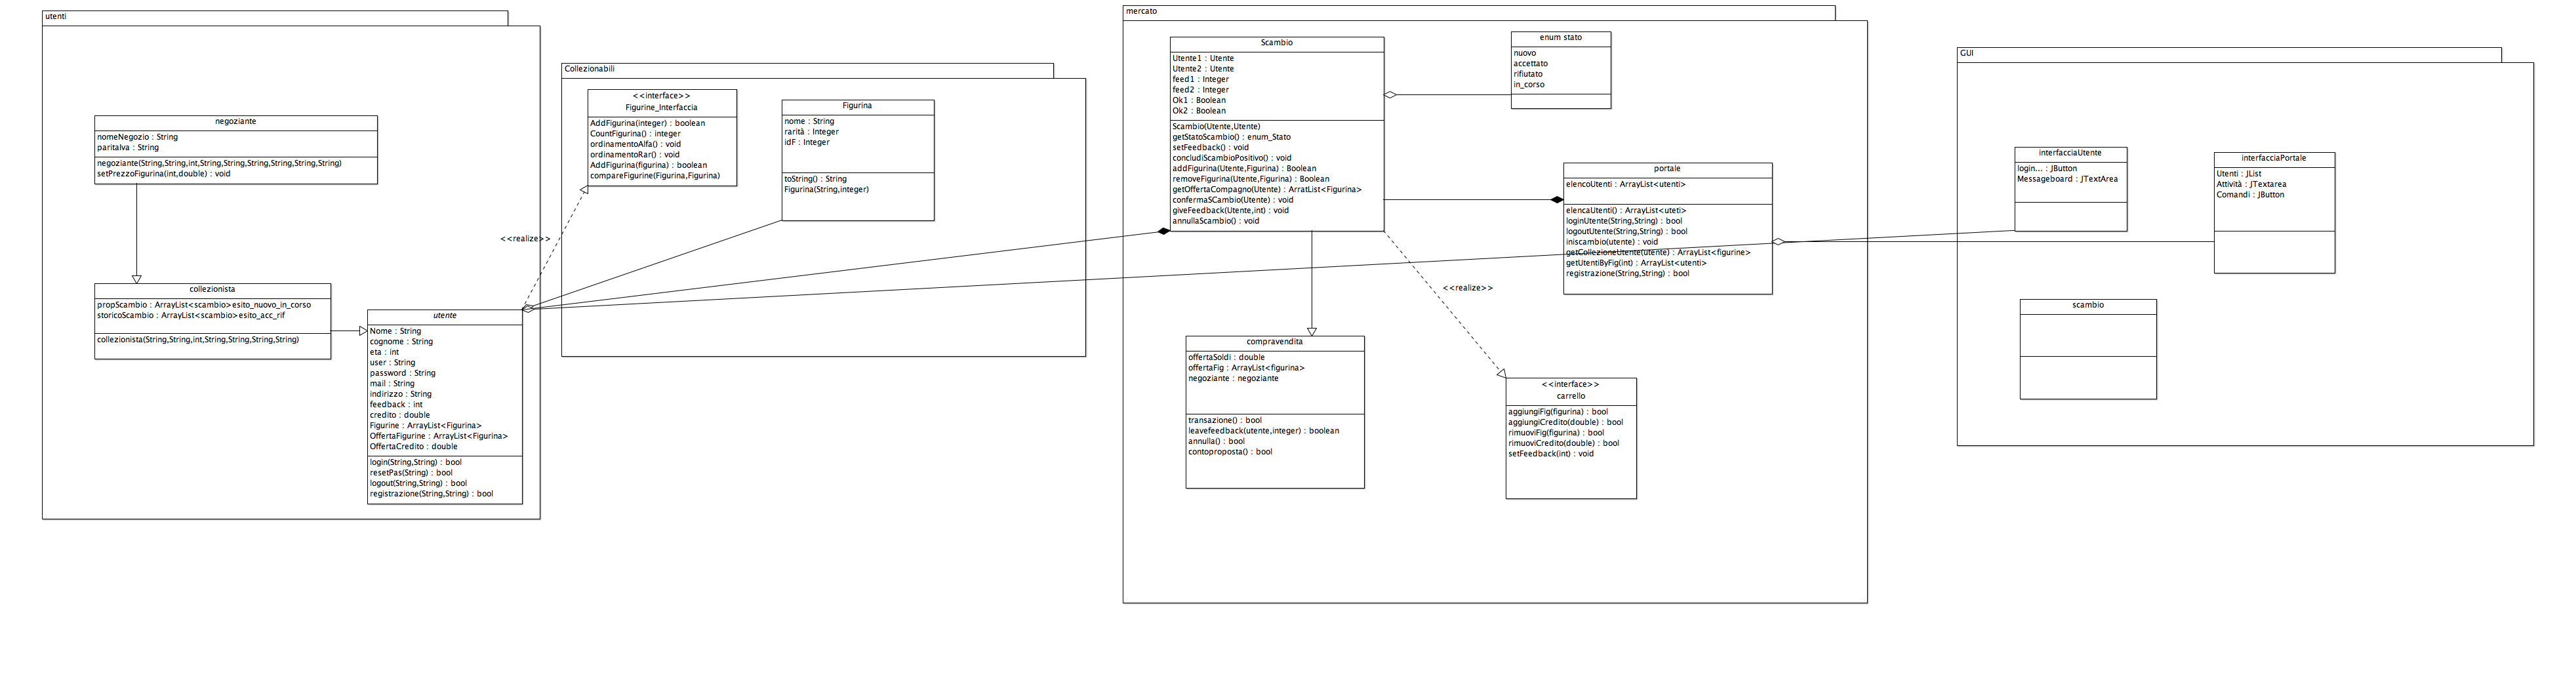 utenti
negoziante
nomeNegozio : String
paritaIva : String
negoziante(String,String,int,String,String,String,String,String,String)
setPrezzoFigurina(int,double) : void
collezionista
propScambio : ArrayList<scambio>esito_nuovo_in_corso
storicoScambio : ArrayList<scambio>esito_acc_rif
collezionista(String,String,int,String,String,String,String)
utente
Nome : String
cognome : String
eta : int
user : String
password : String
mail : String
indirizzo : String
feedback : int
credito : double
Figurine : ArrayList<Figurina>
OffertaFigurine : ArrayList<Figurina>
OffertaCredito : double
login(String,String) : bool
resetPas(String) : bool
logout(String,String) : bool
registrazione(String,String) : bool
<<realize>>
Collezionabili
<<interface>>
Figurine_Interfaccia
AddFigurina(integer) : boolean
CountFigurina() : integer
ordinamentoAlfa() : void
ordinamentoRar() : void
AddFigurina(figurina) : boolean
compareFigurine(Figurina,Figurina)
Figurina
nome : String
rarità : Integer
idF : Integer
toString() : String
Figurina(String,integer)
mercato
Scambio
Utente1 : Utente
Utente2 : Utente
feed1 : Integer
feed2 : Integer
Ok1 : Boolean
Ok2 : Boolean
Scambio(Utente,Utente)
getStatoScambio() : enum_Stato
setFeedback() : void
concludiScambioPositivo() : void
addFigurina(Utente,Figurina) : Boolean
removeFigurina(Utente,Figurina) : Boolean
getOffertaCompagno(Utente) : ArratList<Figurina>
confermaSCambio(Utente) : void
giveFeedback(Utente,int) : void
annullaScambio() : void
enum stato
nuovo
accettato
rifiutato
in_corso
portale
elencoUtenti : ArrayList<utenti>
elencaUtenti() : ArrayList<uteti>
loginUtente(String,String) : bool
logoutUtente(String,String) : bool
iniscambio(utente) : void
getCollezioneUtente(utente) : ArrayList<figurine>
getUtentiByFig(int) : ArrayList<utenti>
registrazione(String,String) : bool
<<realize>>
compravendita
offertaSoldi : double
offertaFig : ArrayList<figurina>
negoziante : negoziante
transazione() : bool
leavefeedback(utente,integer) : boolean
annulla() : bool
contoproposta() : bool
<<interface>>
carrello
aggiungiFig(figurina) : bool
aggiungiCredito(double) : bool
rimuoviFig(figurina) : bool
rimuoviCredito(double) : bool
setFeedback(int) : void
GUI
interfacciaUtente
login... : JButton
Messageboard : JTextArea
interfacciaPortale
Utenti : JList
Attività : JTextarea
Comandi : JButton
scambio